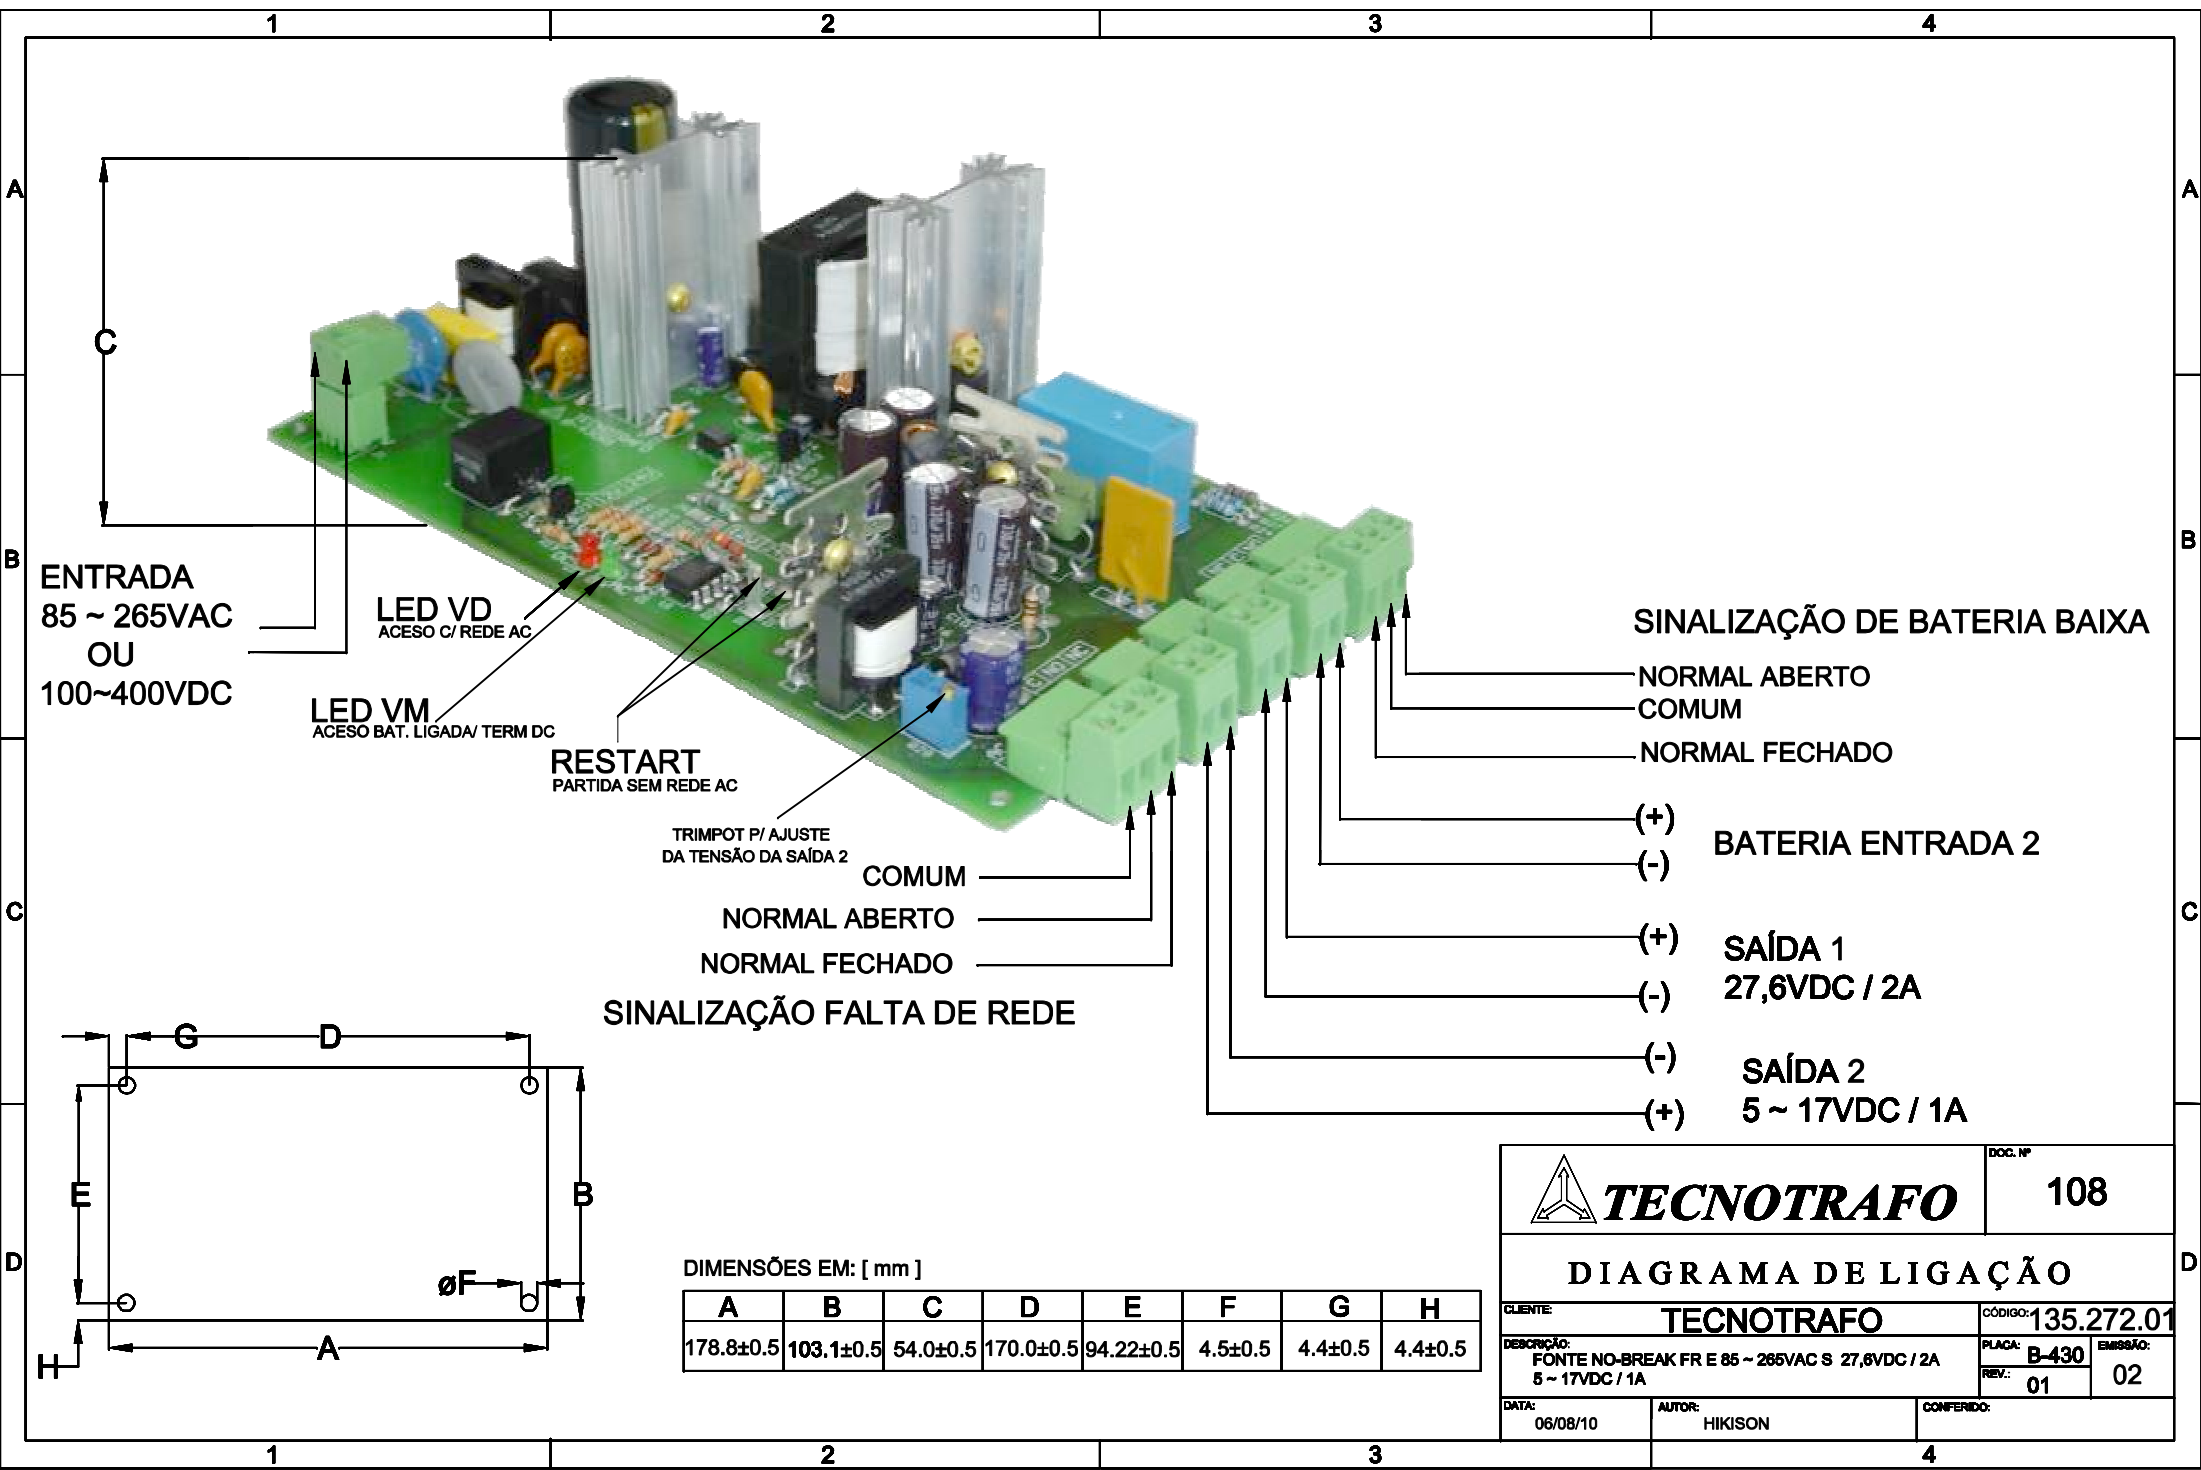 1 2 3 4
A A
B B
C C
D D
C
ENTRADA
85 ~ 265VAC
OU
100~400VDC
LED VD
ACESO C/ REDE AC
LED VM
ACESO BAT. LIGADA/ TERM DC
RESTART
PARTIDA SEM REDE AC
TRIMPOT P/ AJUSTE
DA TENSÃO DA SAÍDA 2
COMUM
NORMAL ABERTO
NORMAL FECHADO
SINALIZAÇÃO FALTA DE REDE
SINALIZAÇÃO DE BATERIA BAIXA
NORMAL ABERTO
COMUM
NORMAL FECHADO
(+)
BATERIA ENTRADA 2
(-)
(+)
SAÍDA 1
27,6VDC / 2A
(-)
(-)
SAÍDA 2
5 ~ 17VDC / 1A
(+)
G D
E B
øF
A
H
DIMENSÕES EM: [ mm ]
A B C D E F G H
178.8±0.5 103.1±0.5 54.0±0.5 170.0±0.5 94.22±0.5 4.5±0.5 4.4±0.5 4.4±0.5
TECNOTRAFO
DOC. Nº
108
DIAGRAMA DE LIGAÇÃO
CLIENTE: TECNOTRAFO
CÓDIGO: 135.272.01
DESCRIÇÃO:
FONTE NO-BREAK FR E 85 ~ 265VAC S 27,6VDC / 2A
5 ~ 17VDC / 1A
PLACA: B-430
EMISSÃO:
02
REV.: 01
DATA:
06/08/10
AUTOR:
HIKISON
CONFERIDO:
1 2 3 4